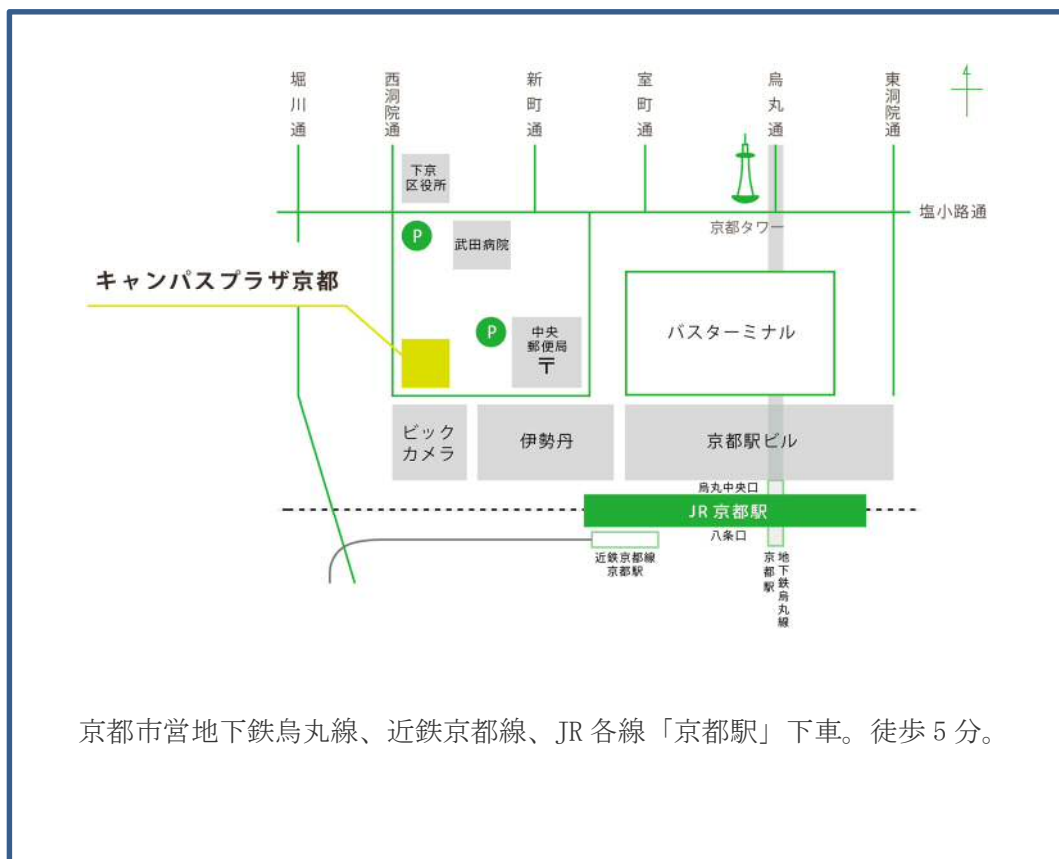 堀川通
西洞院通
新町通
室町通
烏丸通
東洞院通
下京
区役所
塩小路通
京都タワー
P
武田病院
キャンパスプラザ京都
P
中央
郵便局
〒
バスターミナル
ビック
カメラ
伊勢丹
京都駅ビル
烏丸中央口
JR 京都駅
八条口
近鉄京都線
京都駅
地下鉄烏丸線
京都駅
京都市営地下鉄烏丸線、近鉄京都線、JR 各線「京都駅」下車。徒歩 5 分。